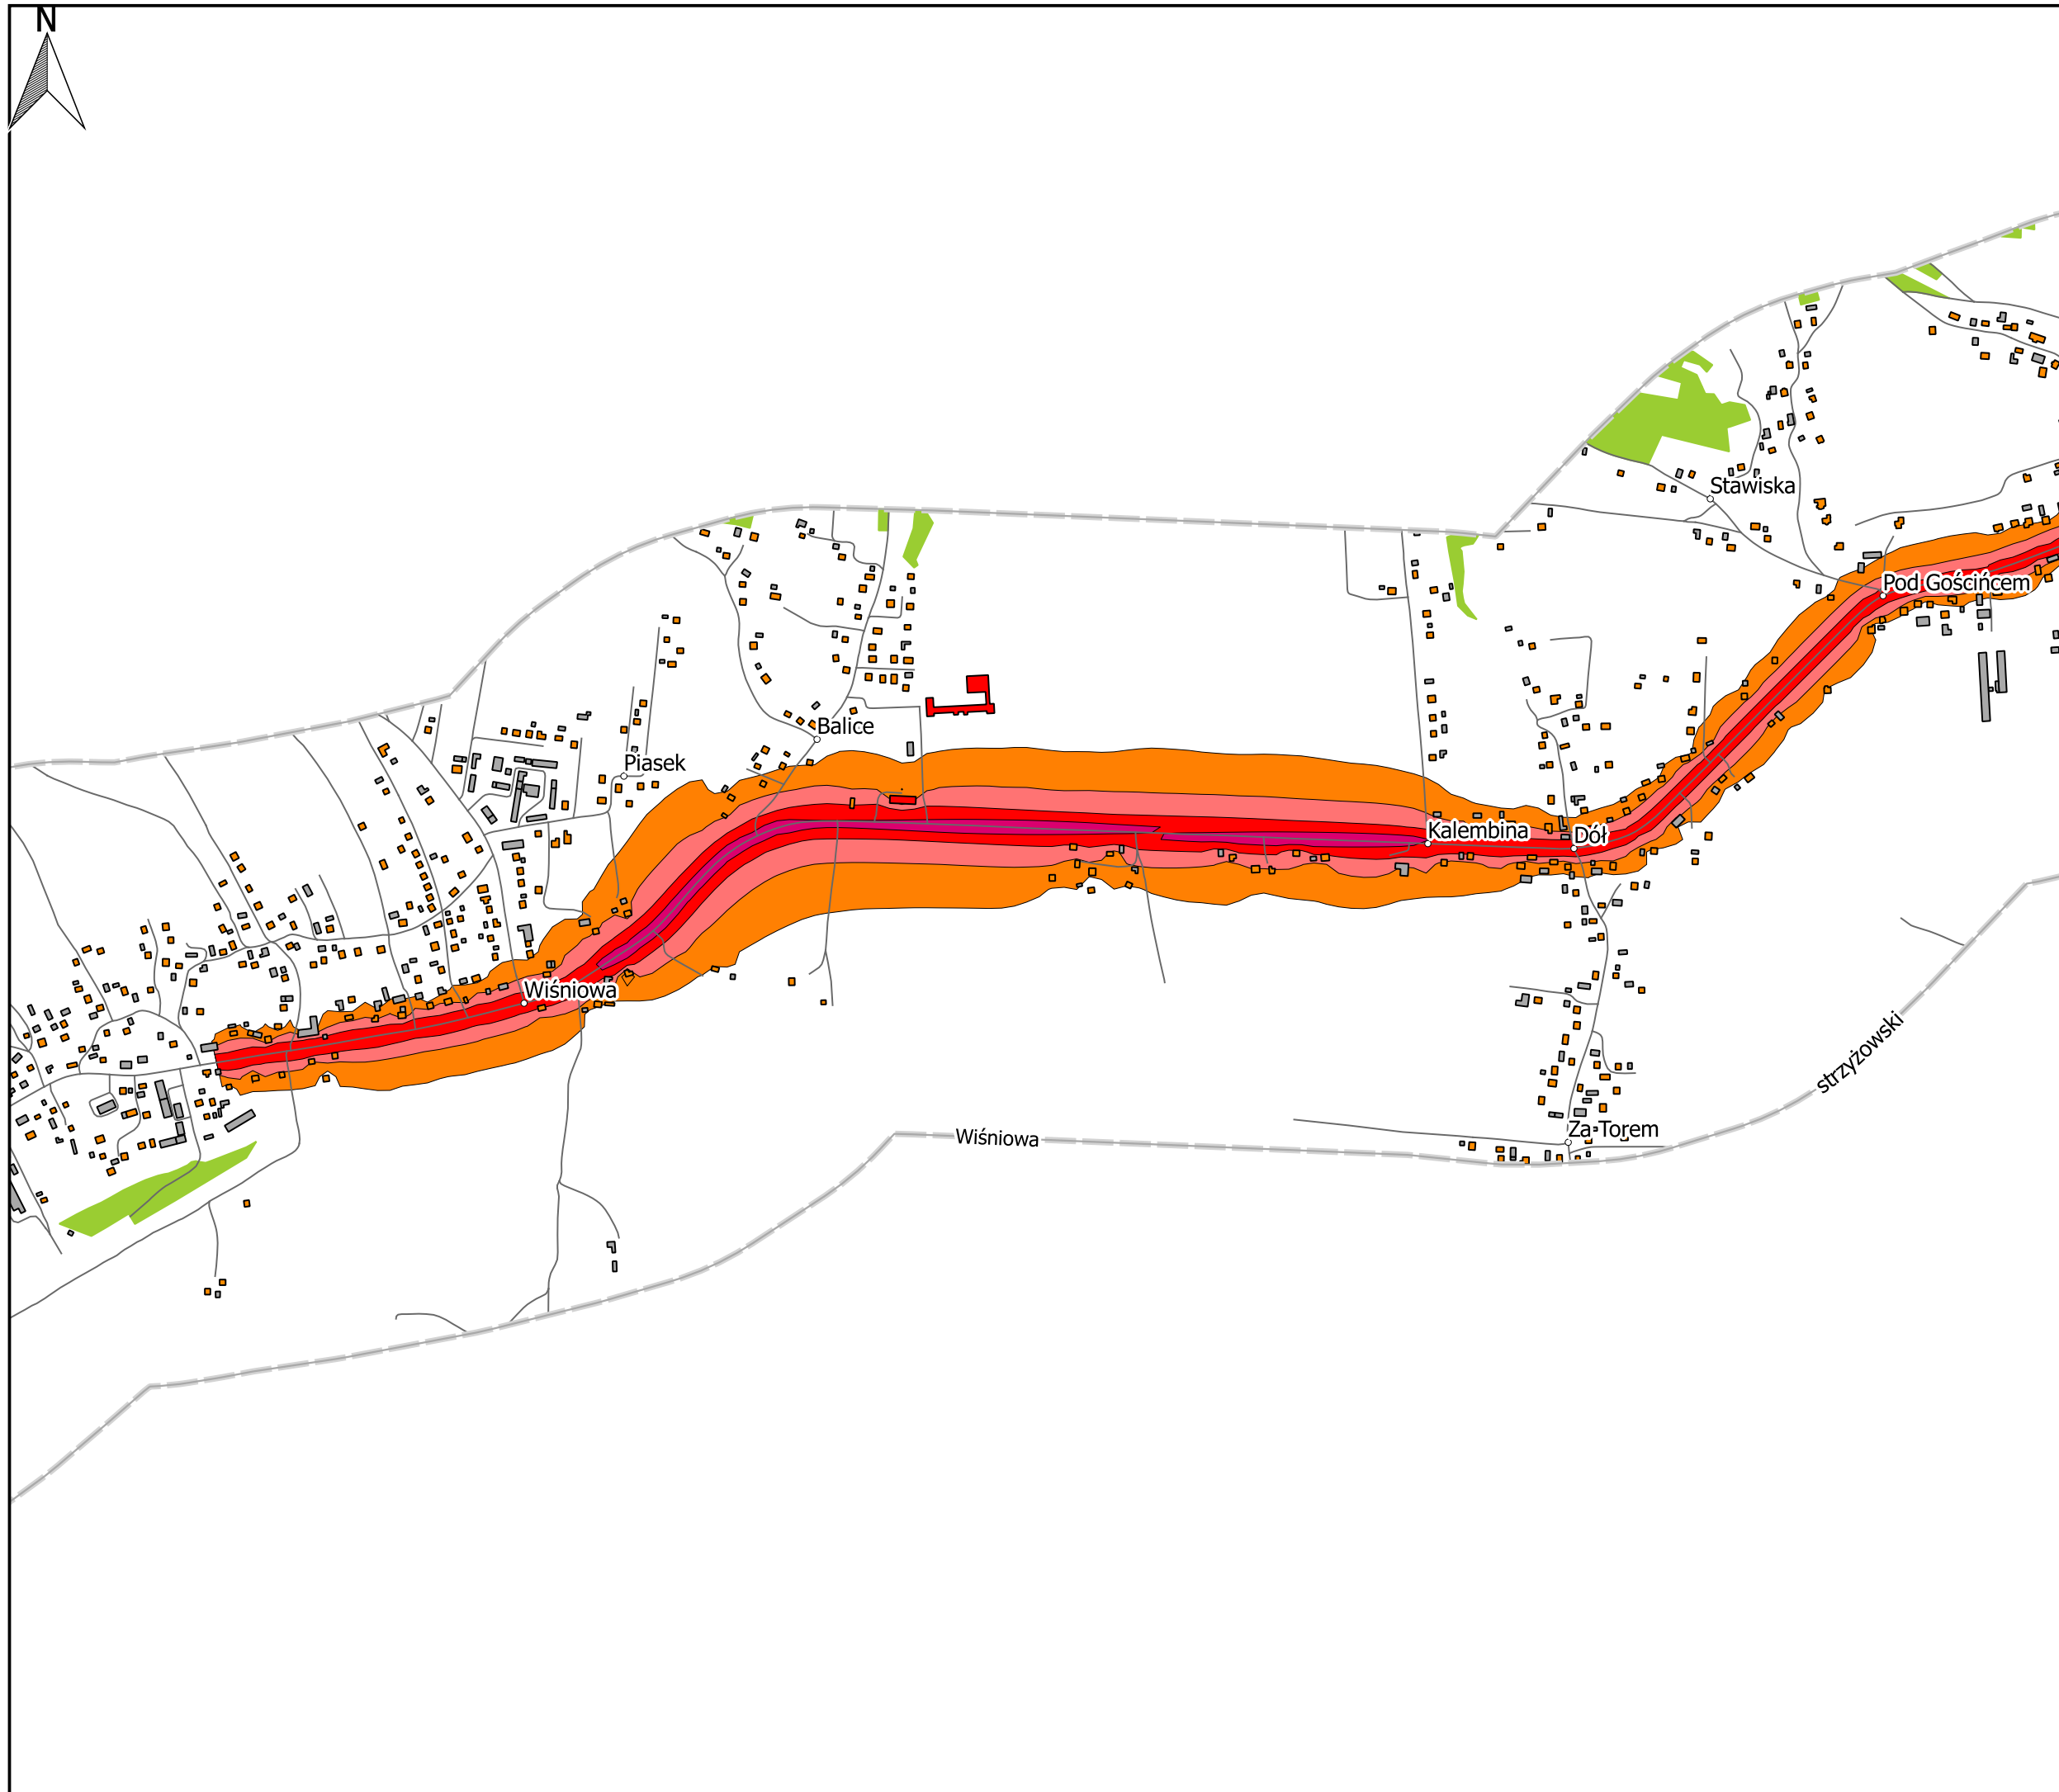 N
Stawiska
Pod Gościńcem
Balice
Piasek
Kalembina
Dół
Wiśniowa
strzyżowski
Za Torem
Wiśniowa